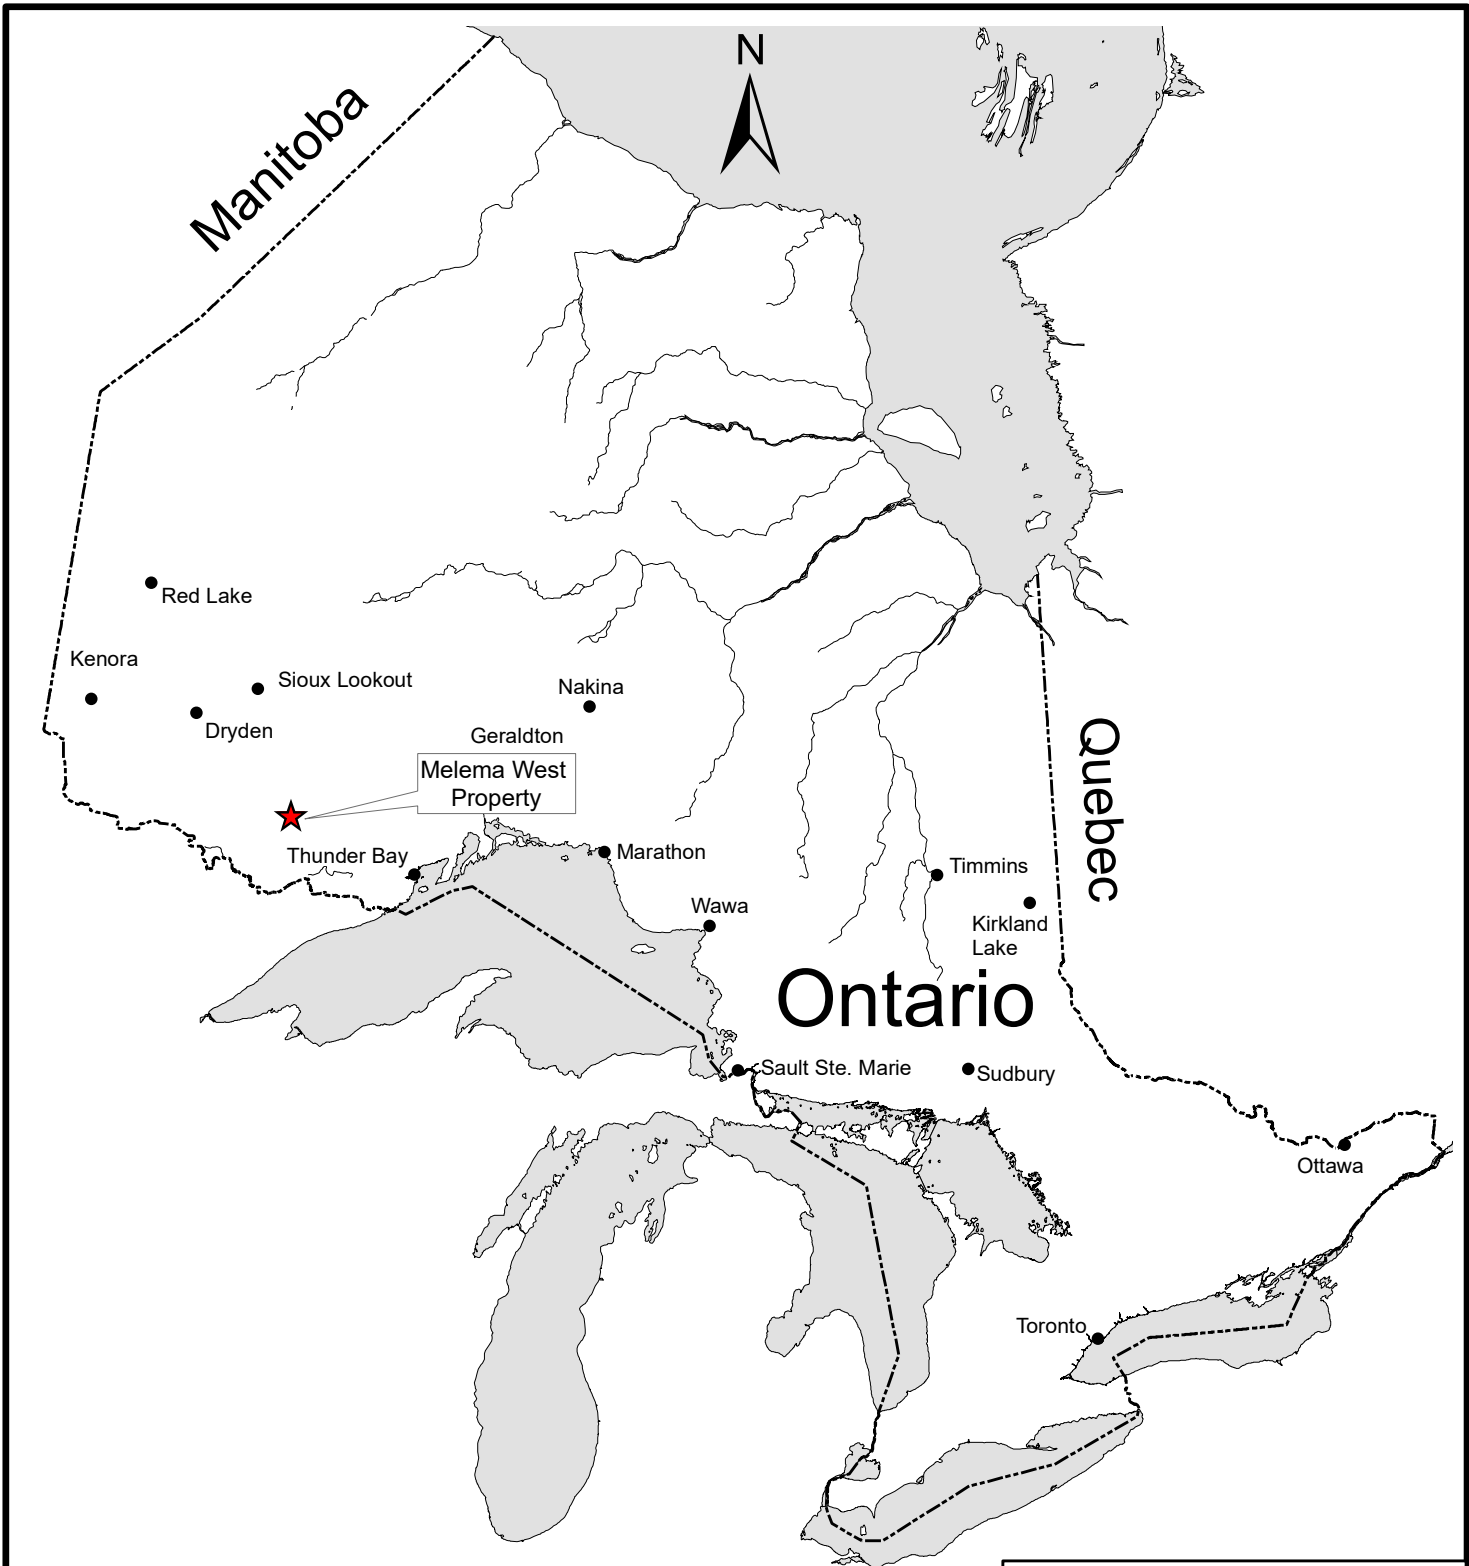 N
Manitoba
Red Lake
Kenora
Sioux Lookout
Nakina
Dryden
Geraldton
Quebec
Melema West
Property
Thunder Bay
Marathon
Timmins
Wawa
Kirkland
Lake
Ontario
Sault Ste. Marie
Sudbury
Ottawa
Toronto